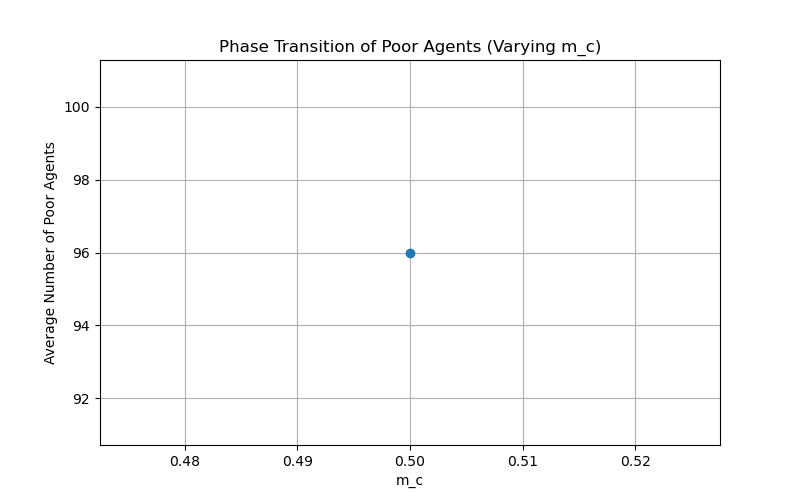 Phase Transition of Poor Agents (Varying m_c)
Average Number of Poor Agents
100
98
96
94
92
0.48 0.49 0.50 0.51 0.52
m_c